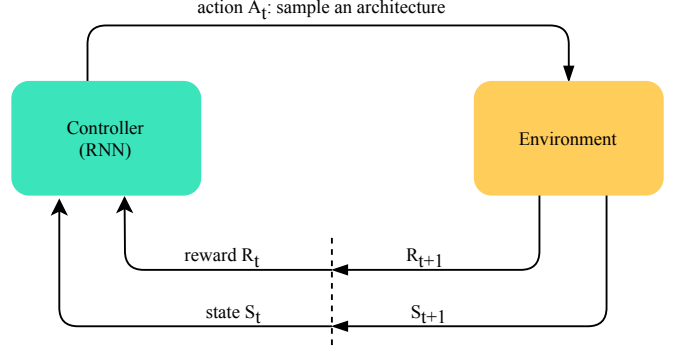 action A_t: sample an architecture
Controller
(RNN)
Environment
reward R_t
R_t+1
state S_t
S_t+1